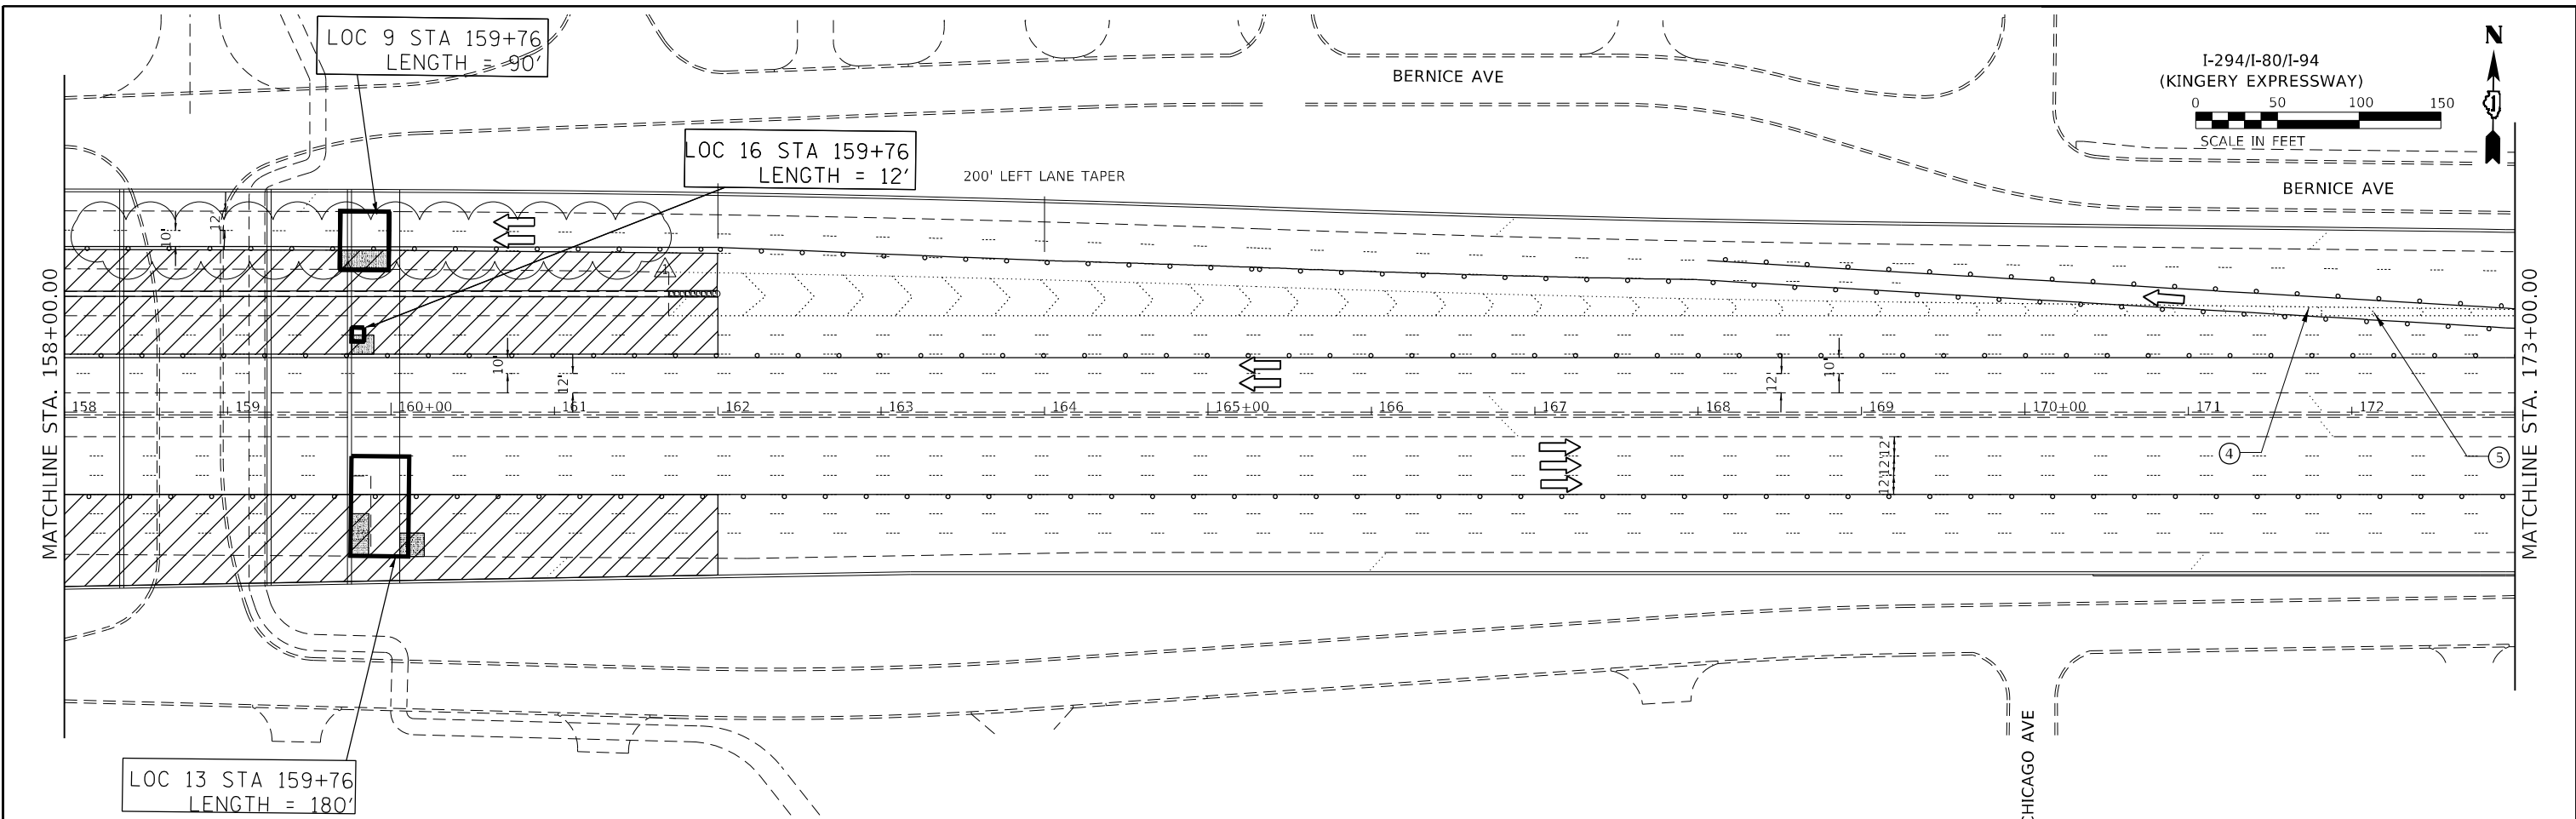 LOC 9 STA 159+76
LENGTH = 90'
BERNICE AVE
I-294/I-80/I-94
(KINGERY EXPRESSWAY)
0 50 100 150
SCALE IN FEET
N
1
LOC 16 STA 159+76
LENGTH = 12'
200' LEFT LANE TAPER
BERNICE AVE
10'
12'
1
MATCHLINE STA. 158+00.00
MATCHLINE STA. 173+00.00
10'
12'
12'
10'
158 159 160+00 161 162 163 164 165+00 166 167 168 169 170+00 171 172
12'12'12'
4
5
LOC 13 STA 159+76
LENGTH = 180'
CHICAGO AVE